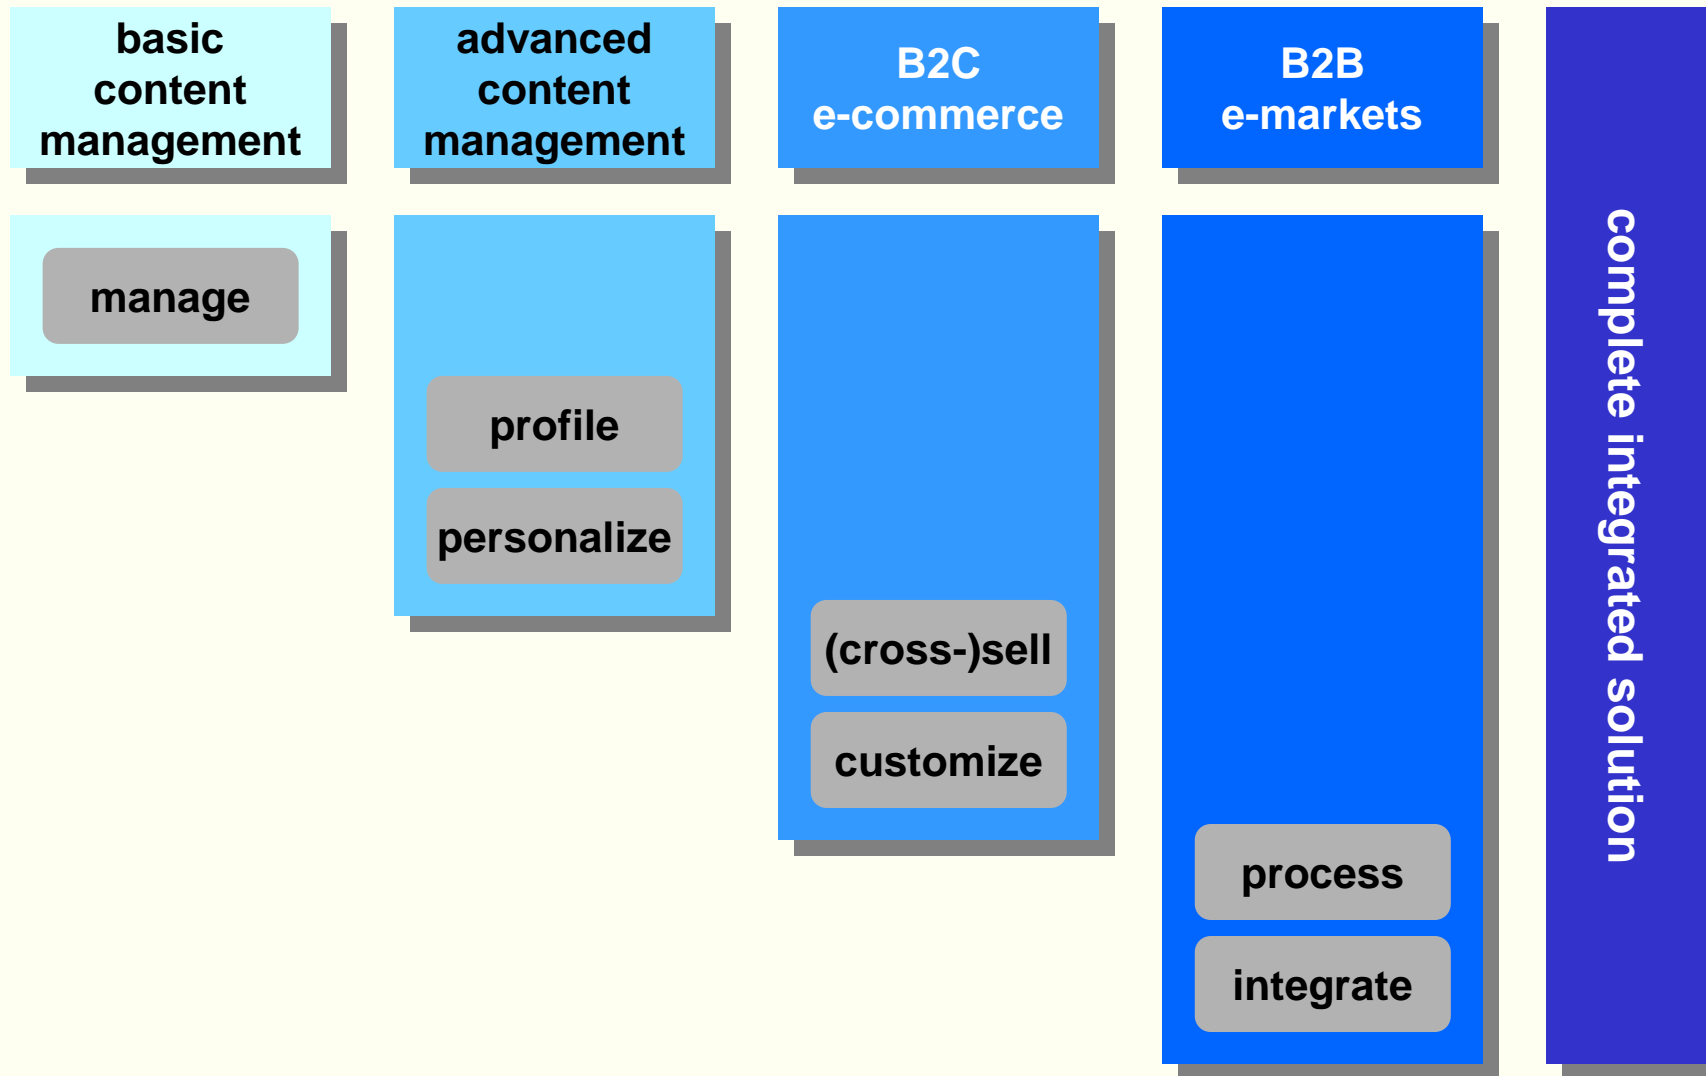 basic
content
management
advanced
content
management
B2C
e-commerce
B2B
e-markets
manage
profile
personalize
(cross-)sell
customize
process
integrate
complete integrated solution